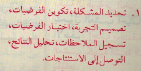 ١. تحديد المشكلة، تكوين الفرضيات،
تصميم التجربة، اختبار الفرضيات،
تسجيل الملاحظات، تحليل النتائج،
التوصل إلى الاستنتاجات.